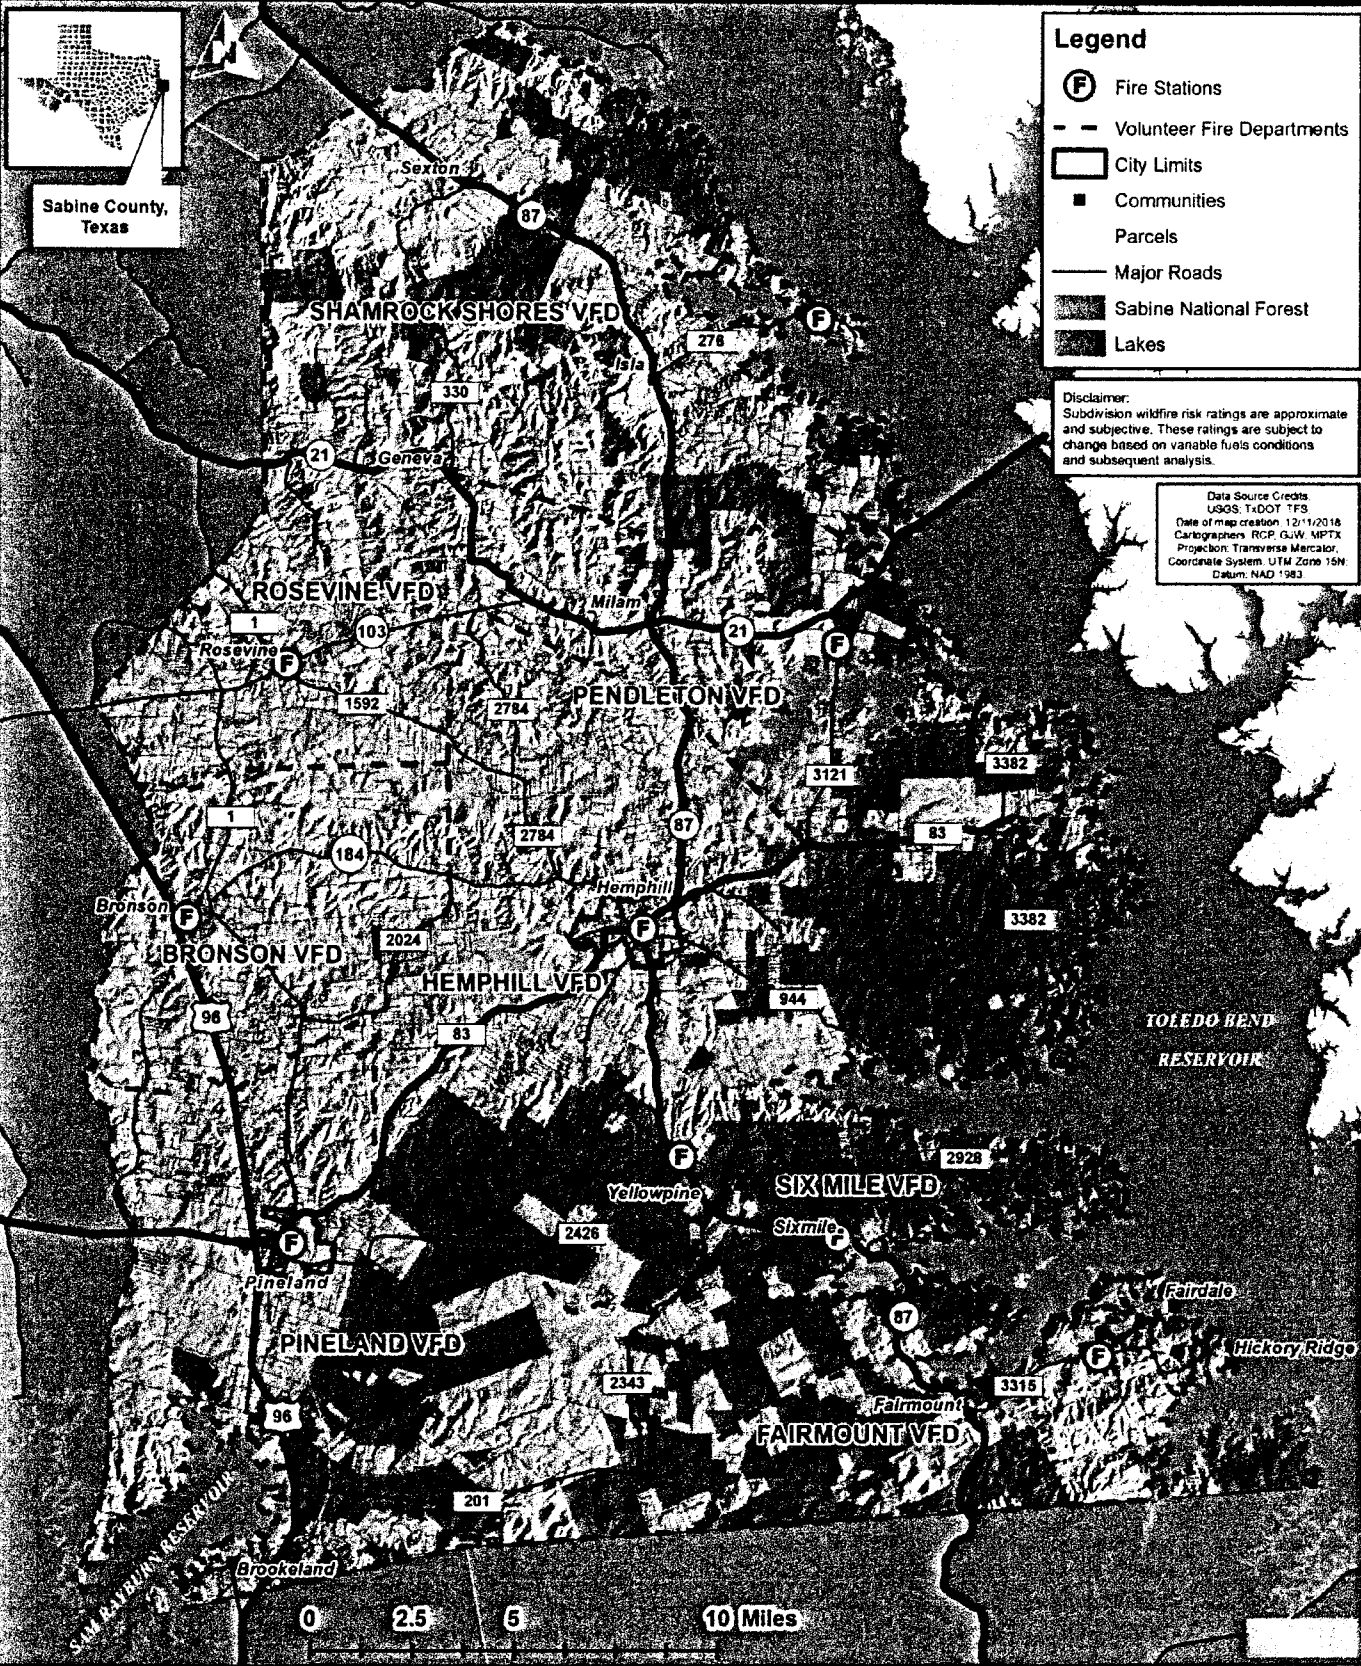 N
Sabine County,
Texas
Legend
F Fire Stations
Volunteer Fire Departments
City Limits
Communities
Parcels
Major Roads
Sabine National Forest
Lakes
Disclaimer:
Subdivision wildfire risk ratings are approximate
and subjective. These ratings are subject to
change based on variable fuels conditions
and subsequent analysis.
Data Source Credits:
USGS; TxDOT TFS
Date of map creation: 12/11/2018
Cartographers: RCP, GJW, MPTX
Projection: Transverse Mercator,
Coordinate System: UTM Zone 15N;
Datum: NAD 1983
Sexton
87
SHAMROCK SHORES VFD
F
276
Isla
330
21
Geneva
ROSEVINE VFD
Milam
1
103
21
Rosevine
F
F
1592
2784
PENDLETON VFD
3382
3121
1
87
83
2784
184
Hemphill
Bronson
F
3382
F
2024
BRONSON VFD
HEMPHILL VFD
944
96
TOLEDO BEND
83
RESERVOIR
F
2928
SIX MILE VFD
Yellowpine
Sixmile
2426
F
F
Pineland
Fairdale
87
PINELAND VFD
Hickory Ridge
F
2343
3315
96
Fairmount
FAIRMOUNT VFD
201
SAM RAYBURN RESERVOIR
Brookeland
0 2.5 5 10 Miles